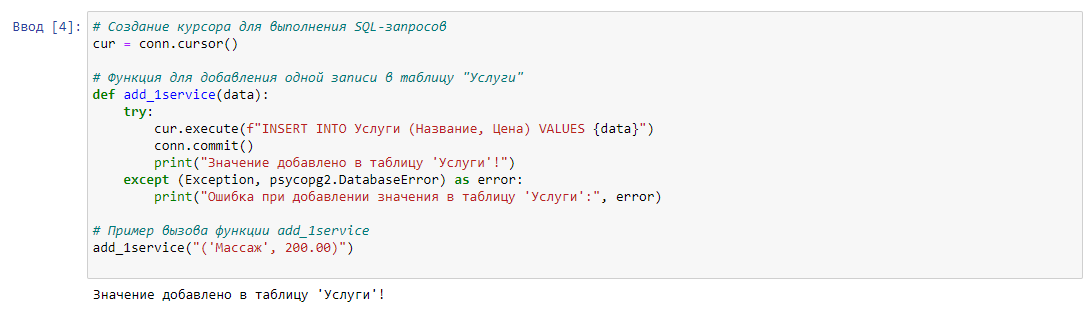 Ввод [4]: # Создание курсора для выполнения SQL-запросов
cur = conn.cursor()
# Функция для добавления одной записи в таблицу "Услуги"
def add_1service(data):
    try:
        cur.execute(f"INSERT INTO Услуги (Название, Цена) VALUES {data}")
        conn.commit()
        print("Значение добавлено в таблицу 'Услуги'!")
    except (Exception, psycopg2.DatabaseError) as error:
        print("Ошибка при добавлении значения в таблицу 'Услуги':", error)
# Пример вызова функции add_1service
add_1service("('Массаж', 200.00)")
Значение добавлено в таблицу 'Услуги'!